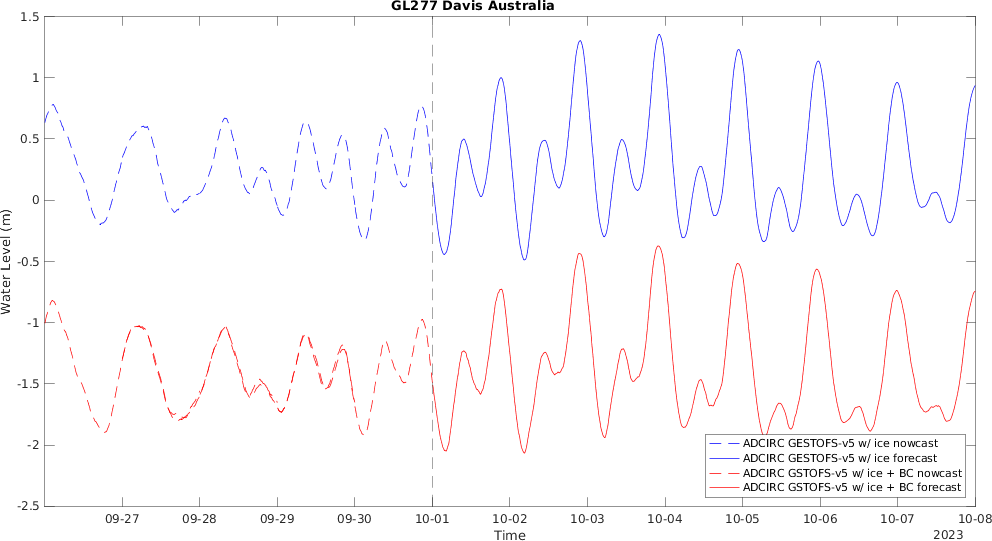 GL277 Davis Australia
1.5
1
0.5
0
-0.5
-1
-1.5
-2
-2.5
Water Level (m)
ADCIRC GESTOFS-v5 w/ ice nowcast
ADCIRC GESTOFS-v5 w/ ice forecast
ADCIRC GSTOFS-v5 w/ ice + BC nowcast
ADCIRC GSTOFS-v5 w/ ice + BC forecast
09-27 09-28 09-29 09-30 10-01 10-02 10-03 10-04 10-05 10-06 10-07 10-08
Time
2023